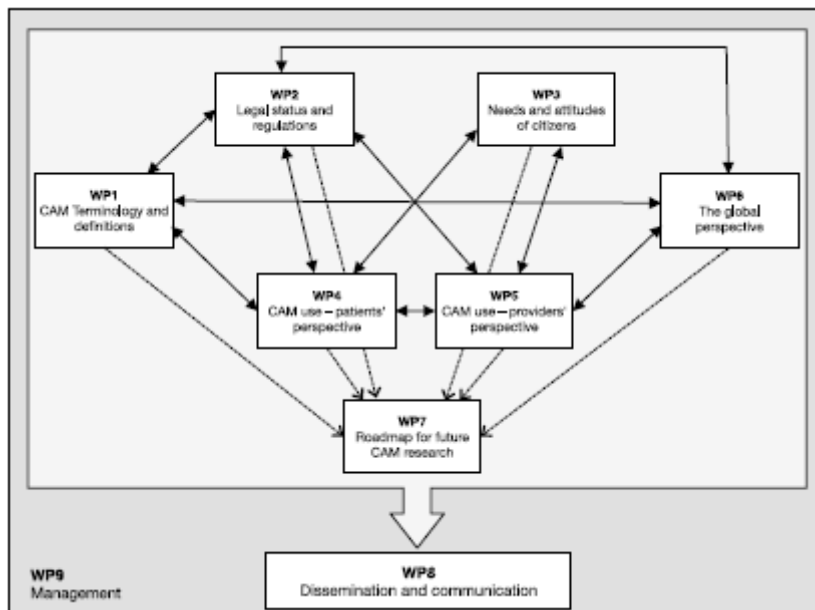 WP2
Legal status and
regulations
WP3
Needs and attitudes
of citizens
WP1
CAM Terminology and
definitions
WP6
The global
perspective
WP4
CAM use—patients'
perspective
WP5
CAM use—providers'
perspective
WP7
Roadmap for future
CAM research
WP9
Management
WP8
Dissemination and communication